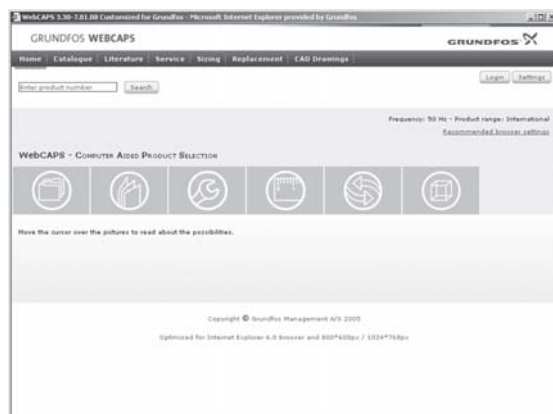 WebCAPS 3.30-7.81.80 Customized for Grundfos - Microsoft Internet Explorer provided by Grundfos
GRUNDFOS WEBCAPS
GRUNDFOS
Home | Catalogue | Literature | Service | Sizing | Replacement | CAD Drawings
Login Settings
Enter product number Search
Frequency: 50 Hz - Product range: International
Recommended browser settings
WebCAPS - Computer Aided Product Selection
Move the cursor over the pictures to read about the possibilities.
Copyright © Grundfos Management A/S 2005
Optimized for Internet Explorer 6.0 browser and 800*600px / 1024*768px